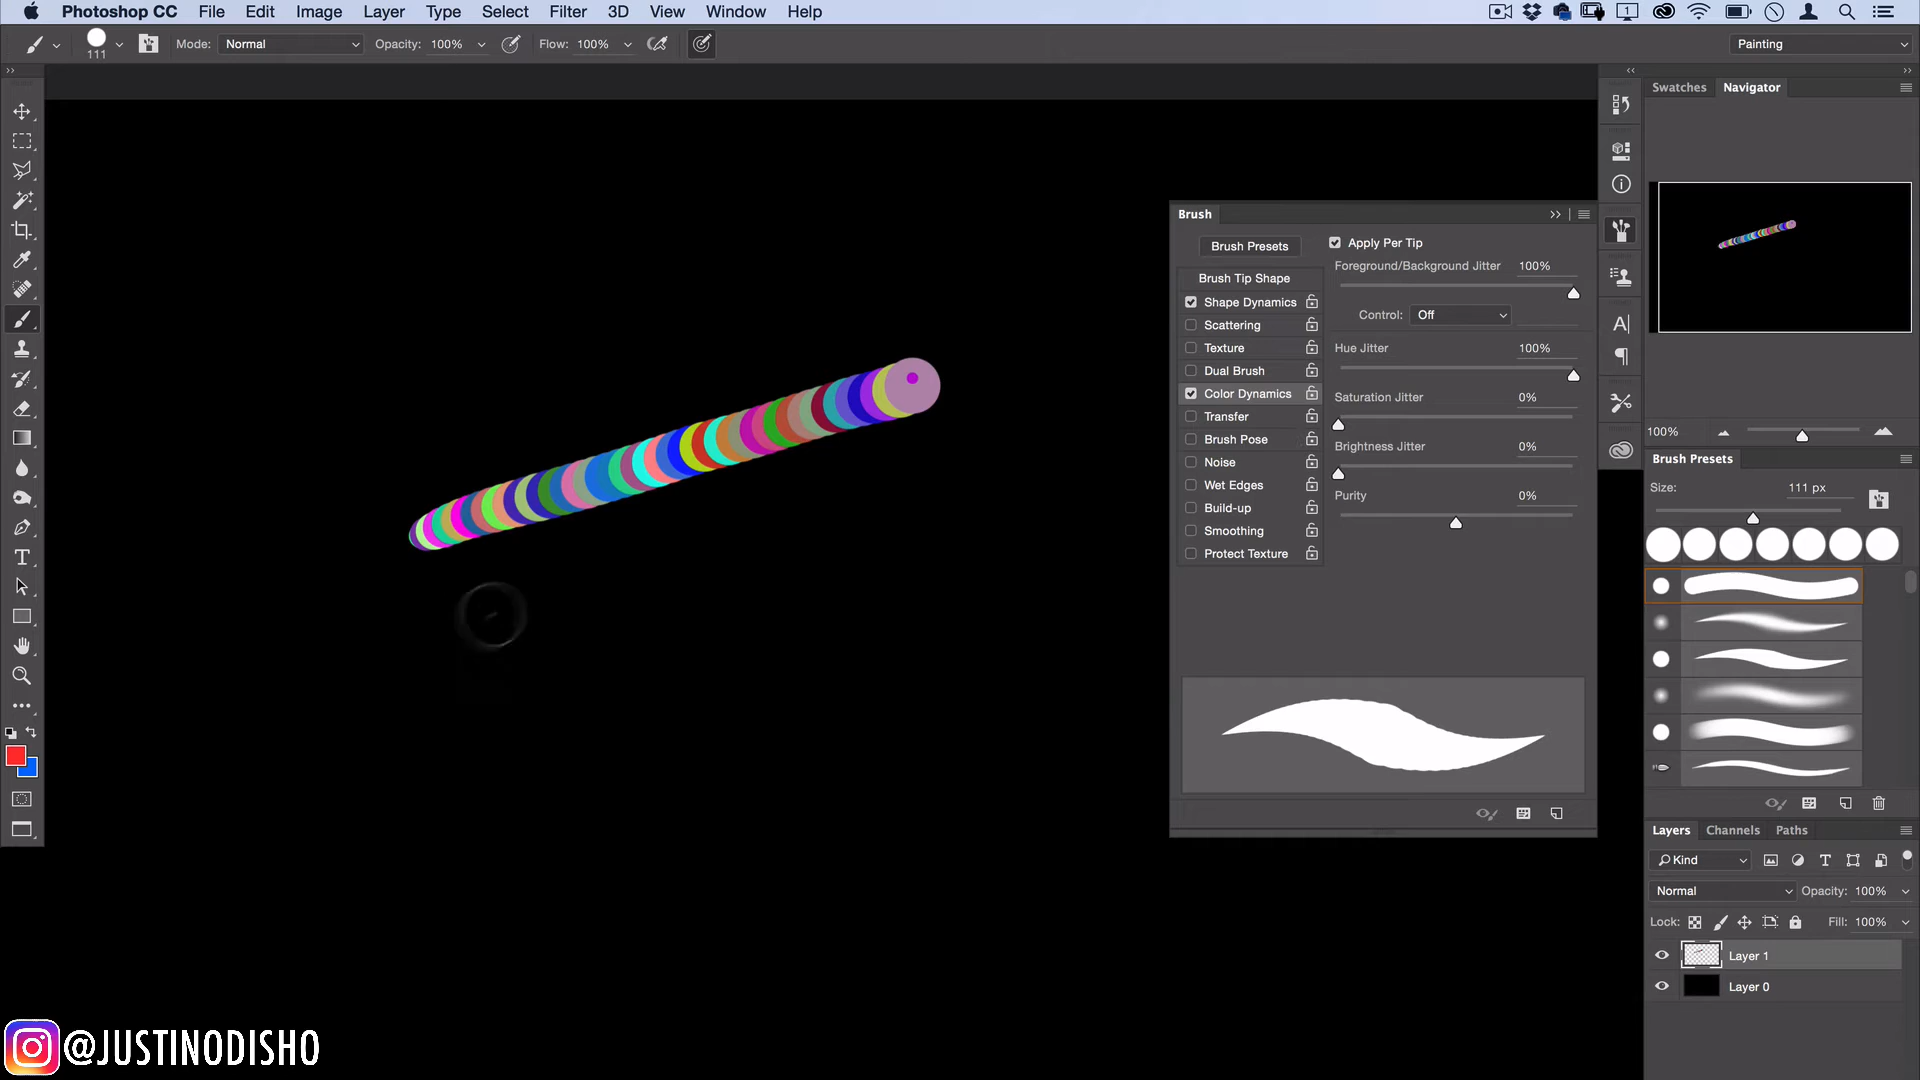 Photoshop CC File Edit Image Layer Type Select Filter 3D View Window Help
111 Mode: Normal Opacity: 100% Flow: 100% Painting
Swatches Navigator
100%
Brush
Brush Presets
Brush Tip Shape
Shape Dynamics
Scattering
Texture
Dual Brush
Color Dynamics
Transfer
Brush Pose
Noise
Wet Edges
Build-up
Smoothing
Protect Texture
Apply Per Tip
Foreground/Background Jitter 100%
Control: Off
Hue Jitter 100%
Saturation Jitter 0%
Brightness Jitter 0%
Purity 0%
Brush Presets
Size: 111 px
Layers Channels Paths
Kind
Normal Opacity: 100%
Lock: Fill: 100%
Layer 1
Layer 0
@JUSTINODISHO